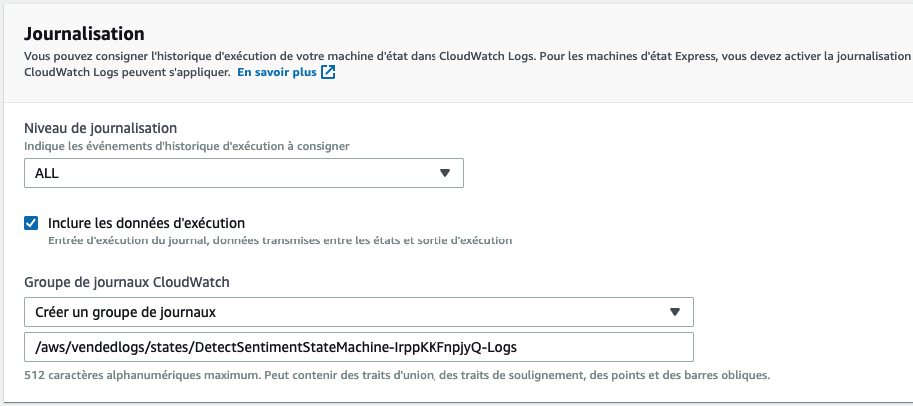 Journalisation
Vous pouvez consigner l'historique d'exécution de votre machine d'état dans CloudWatch Logs. Pour les machines d'état Express, vous devez activer la journalisation
CloudWatch Logs peuvent s'appliquer. En savoir plus
Niveau de journalisation
Indique les événements d'historique d'exécution à consigner
ALL
Inclure les données d'exécution
Entrée d'exécution du journal, données transmises entre les états et sortie d'exécution
Groupe de journaux CloudWatch
Créer un groupe de journaux
/aws/vendedlogs/states/DetectSentimentStateMachine-IrppKKFnpjyQ-Logs
512 caractères alphanumériques maximum. Peut contenir des traits d'union, des traits de soulignement, des points et des barres obliques.